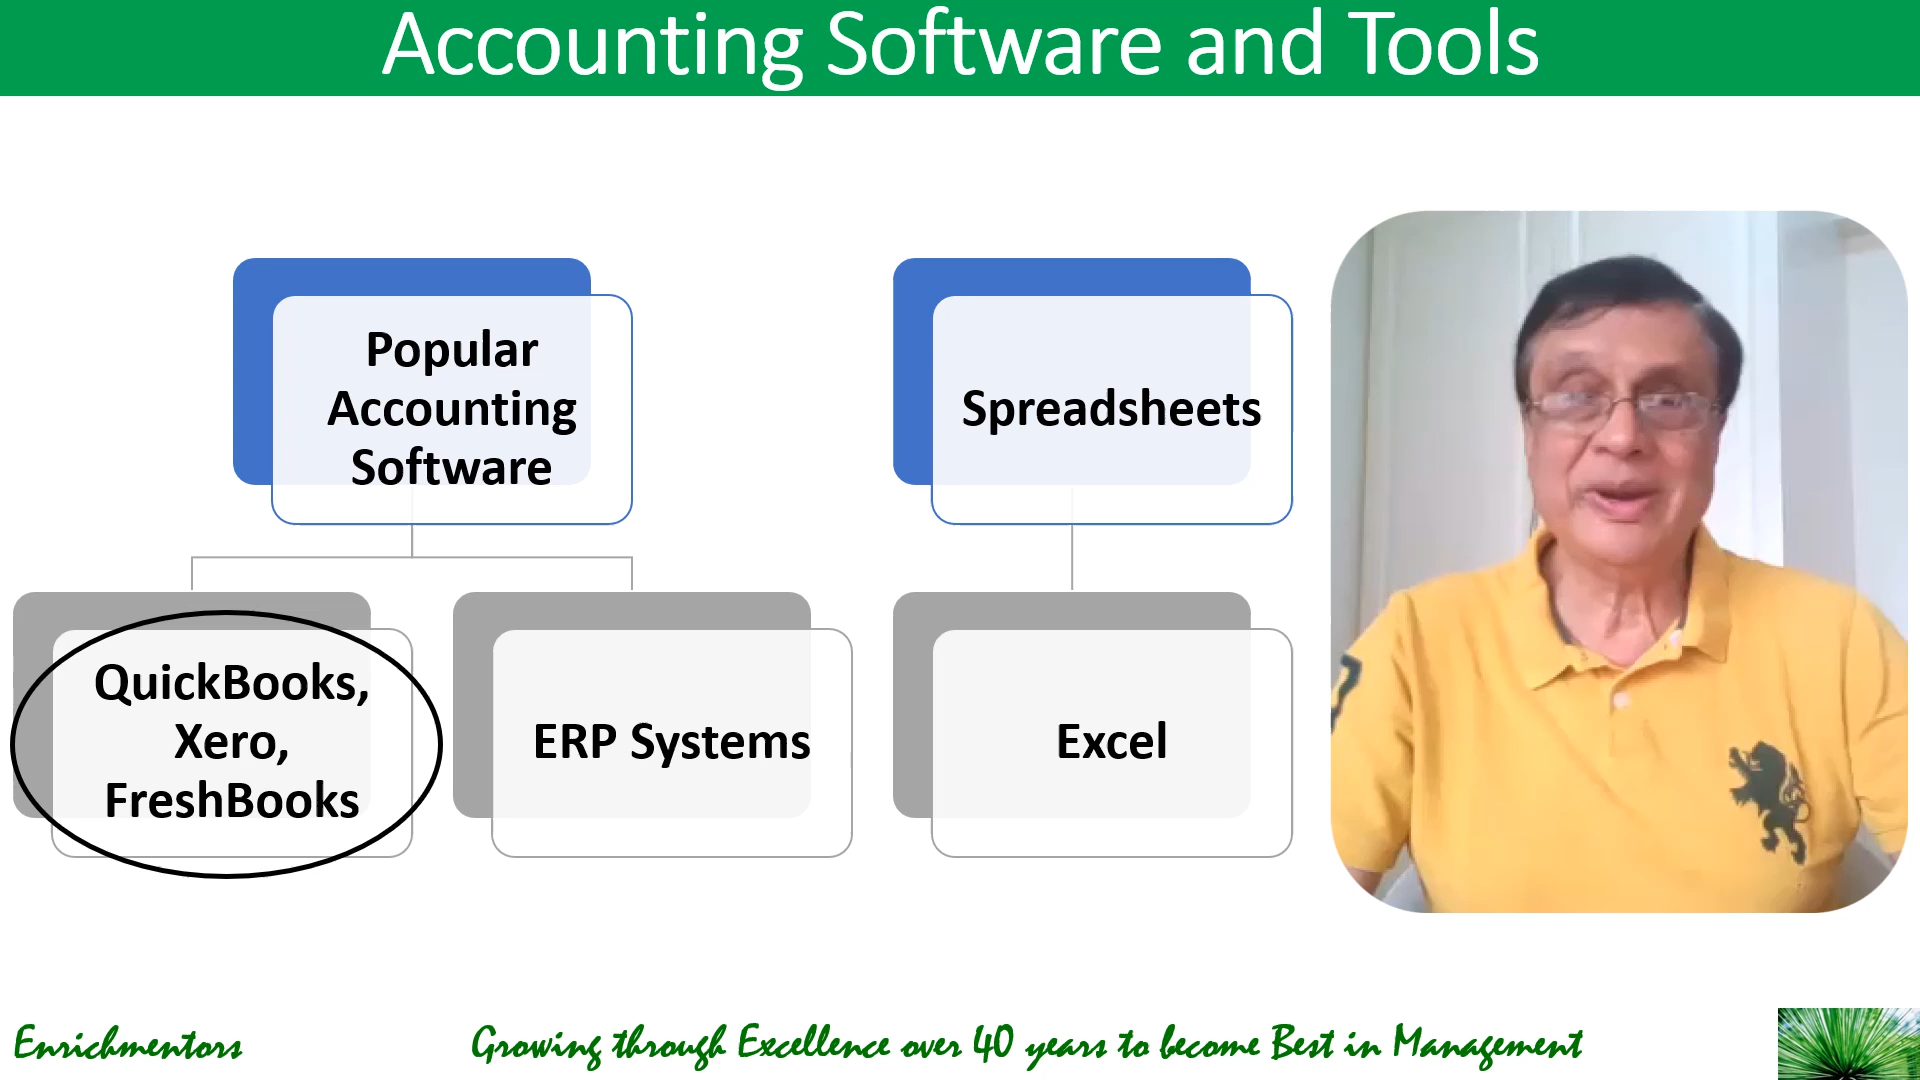 Accounting Software and Tools
Popular
Accounting
Software
Spreadsheets
QuickBooks,
Xero,
FreshBooks
ERP Systems
Excel
Enrichmentors
Growing through Excellence over 40 years to become Best in Management